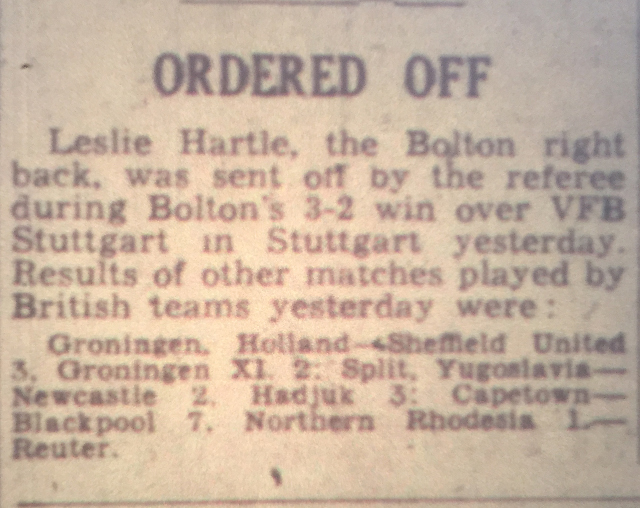 ORDERED OFF
Leslie Hartle, the Bolton right
back, was sent off by the referee
during Bolton's 3-2 win over VFB
Stuttgart in Stuttgart yesterday.
Results of other matches played by
British teams yesterday were:
Groningen, Holland—Sheffield United
3, Groningen XI. 2; Split, Yugoslavia—
Newcastle 2, Hadjuk 3; Capetown—
Blackpool 7, Northern Rhodesia 1.—
Reuter.